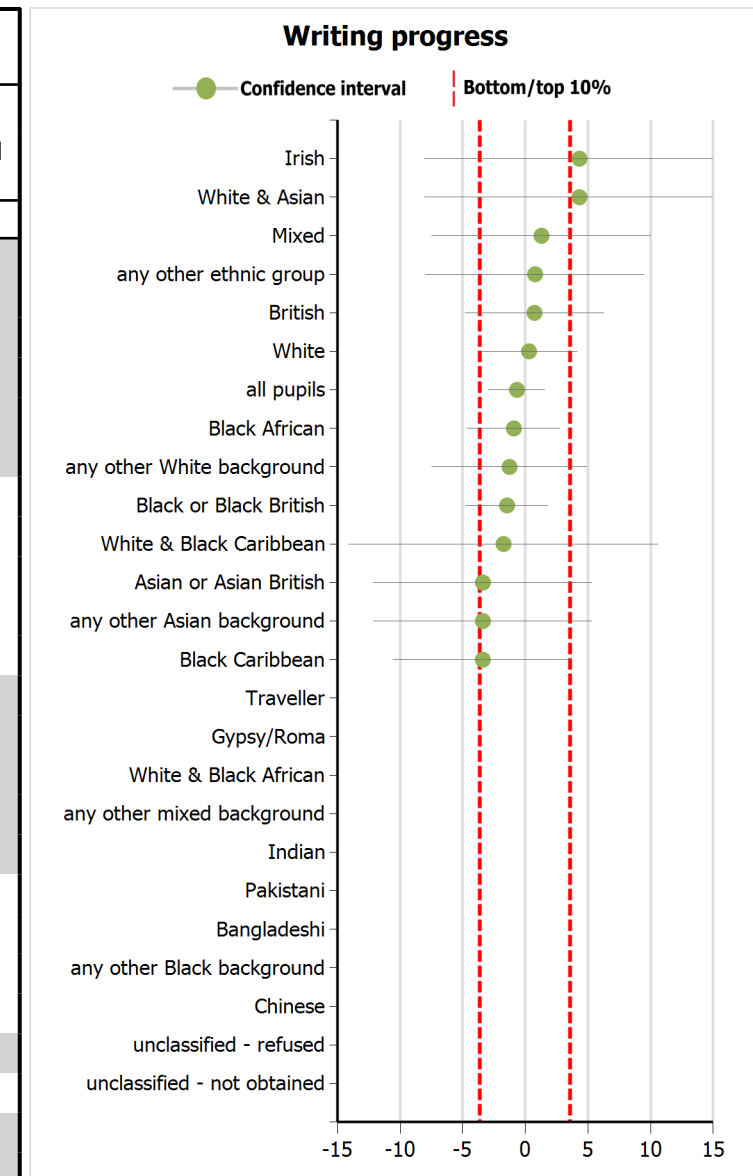 Writing progress
Confidence interval Bottom/top 10%
Irish
White & Asian
Mixed
any other ethnic group
British
White
all pupils
Black African
any other White background
Black or Black British
White & Black Caribbean
Asian or Asian British
any other Asian background
Black Caribbean
Traveller
Gypsy/Roma
White & Black African
any other mixed background
Indian
Pakistani
Bangladeshi
any other Black background
Chinese
unclassified - refused
unclassified - not obtained
-15 -10 -5 0 5 10 15